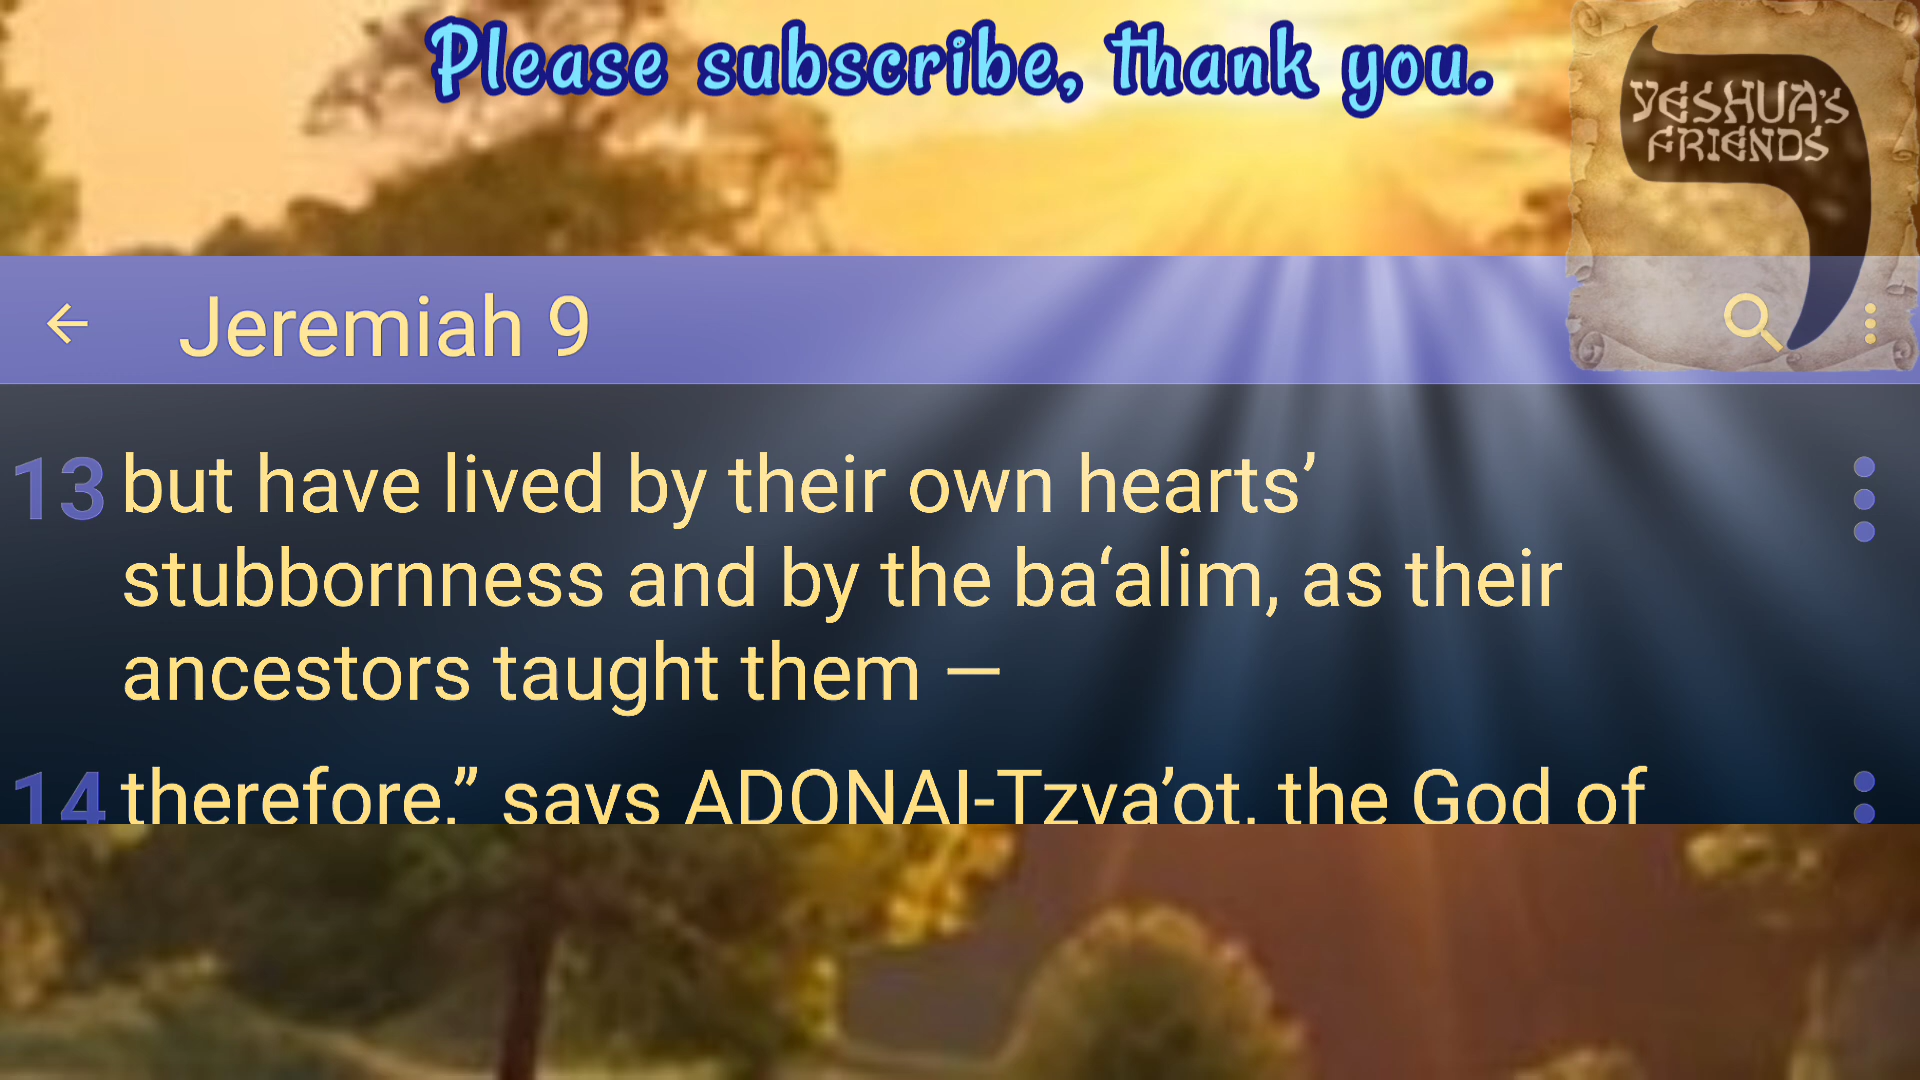 Please subscribe, thank you.
YESHUA'S
FRIENDS
Jeremiah 9
13 but have lived by their own hearts’
stubbornness and by the ba‘alim, as their
ancestors taught them —
14 therefore,” says ADONAI-Tzva’ot, the God of